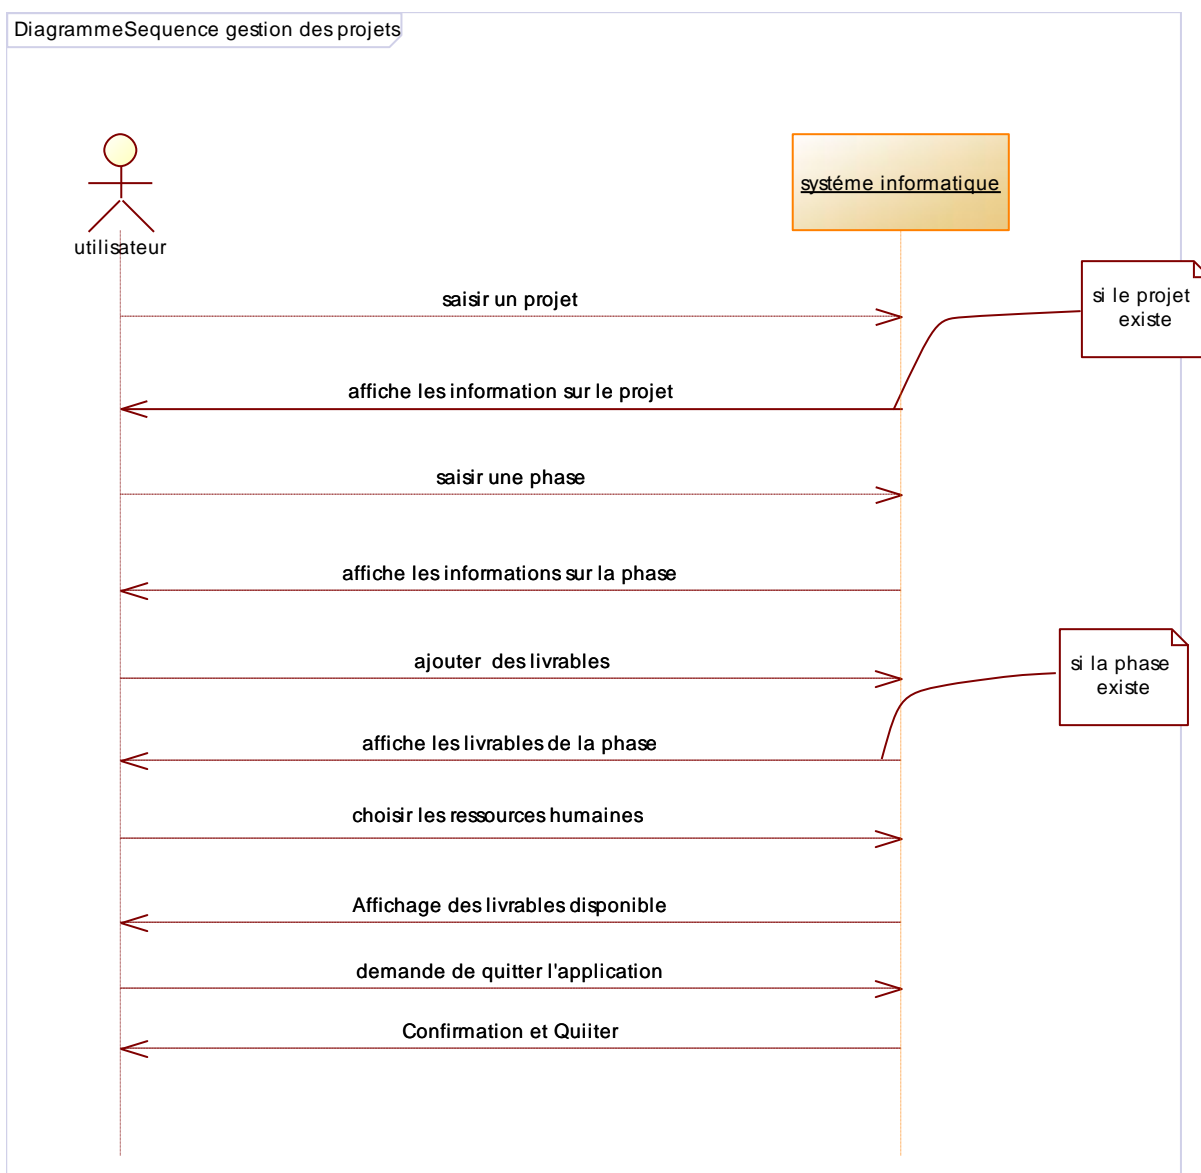 DiagrammeSequence gestion des projets
utilisateur
systéme informatique
saisir un projet
si le projet
existe
affiche les information sur le projet
saisir une phase
affiche les informations sur la phase
ajouter des livrables
si la phase
existe
affiche les livrables de la phase
choisir les ressources humaines
Affichage des livrables disponible
demande de quitter l'application
Confirmation et Quiiter